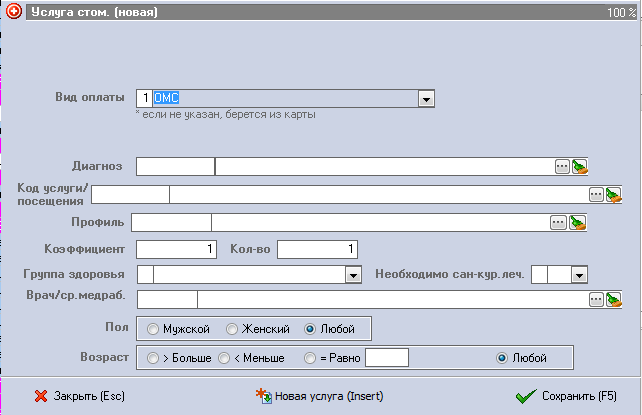 Услуга стом. (новая) 100 %
Вид оплаты 1 ОМС
* если не указан, берется из карты
Диагноз ...
Код услуги/
посещения ...
Профиль ...
Коэффициент 1 Кол-во 1
Группа здоровья Необходимо сан-кур.леч.
Врач/ср.медраб. ...
Пол Мужской Женский Любой
Возраст > Больше < Меньше = Равно Любой
Закрыть (Esc) Новая услуга (Insert) Сохранить (F5)